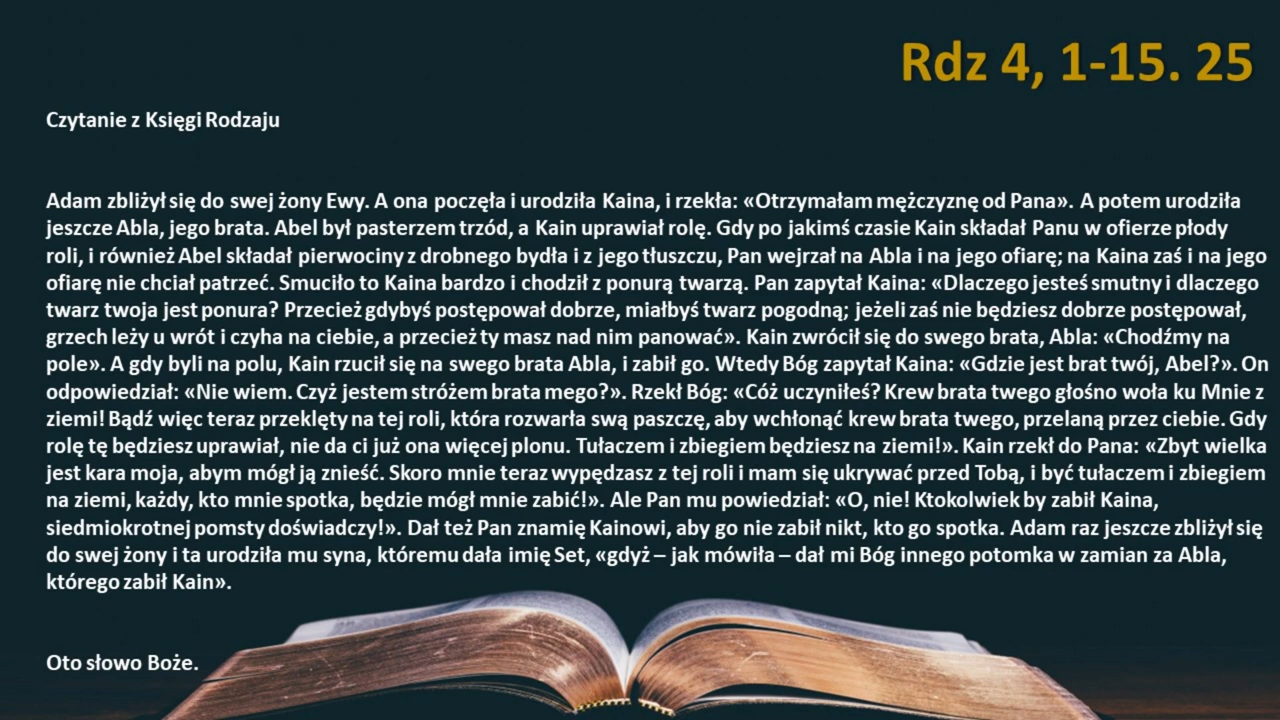 Rdz 4, 1-15. 25
Czytanie z Księgi Rodzaju
Adam zbliżył się do swej żony Ewy. A ona poczęła i urodziła Kaina, i rzekła: «Otrzymałam mężczyznę od Pana». A potem urodziła
jeszcze Abla, jego brata. Abel był pasterzem trzód, a Kain uprawiał rolę. Gdy po jakimś czasie Kain składał Panu w ofierze płody
roli, i również Abel składał pierwociny z drobnego bydła i z jego tłuszczu, Pan wejrzał na Abla i na jego ofiarę; na Kaina zaś i na jego
ofiarę nie chciał patrzeć. Smuciło to Kaina bardzo i chodził z ponurą twarzą. Pan zapytał Kaina: «Dlaczego jesteś smutny i dlaczego
twarz twoja jest ponura? Przecież gdybyś postępował dobrze, miałbyś twarz pogodną; jeżeli zaś nie będziesz dobrze postępował,
grzech leży u wrót i czyha na ciebie, a przecież ty masz nad nim panować». Kain zwrócił się do swego brata, Abla: «Chodźmy na
pole». A gdy byli na polu, Kain rzucił się na swego brata Abla, i zabił go. Wtedy Bóg zapytał Kaina: «Gdzie jest brat twój, Abel?». On
odpowiedział: «Nie wiem. Czyż jestem stróżem brata mego?». Rzekł Bóg: «Cóż uczyniłeś? Krew brata twego głośno woła ku Mnie z
ziemi! Bądź więc teraz przeklęty na tej roli, która rozwarła swą paszczę, aby wchłonąć krew brata twego, przelaną przez ciebie. Gdy
rolę tę będziesz uprawiał, nie da ci już ona więcej plonu. Tułaczem i zbiegiem będziesz na ziemi!». Kain rzekł do Pana: «Zbyt wielka
jest kara moja, abym mógł ją znieść. Skoro mnie teraz wypędzasz z tej roli i mam się ukrywać przed Tobą, i być tułaczem i zbiegiem
na ziemi, każdy, kto mnie spotka, będzie mógł mnie zabić!». Ale Pan mu powiedział: «O, nie! Ktokolwiek by zabił Kaina,
siedmiokrotnej pomsty doświadczy!». Dał też Pan znamię Kainowi, aby go nie zabił nikt, kto go spotka. Adam raz jeszcze zbliżył się
do swej żony i ta urodziła mu syna, któremu dała imię Set, «gdyż – jak mówiła – dał mi Bóg innego potomka w zamian za Abla,
którego zabił Kain».
Oto słowo Boże.